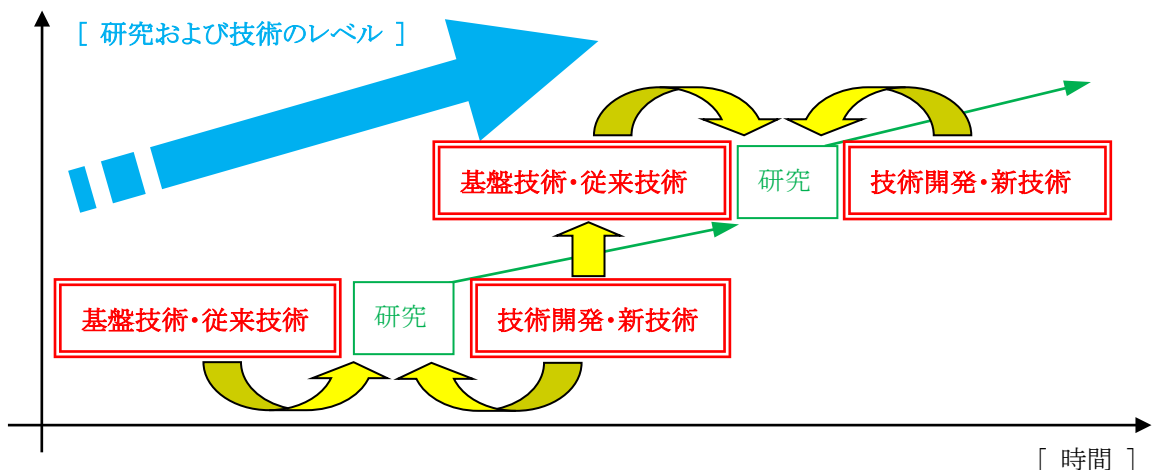 [ 研究および技術のレベル ]
基盤技術・従来技術
研究
技術開発・新技術
基盤技術・従来技術
研究
技術開発・新技術
[ 時間 ]